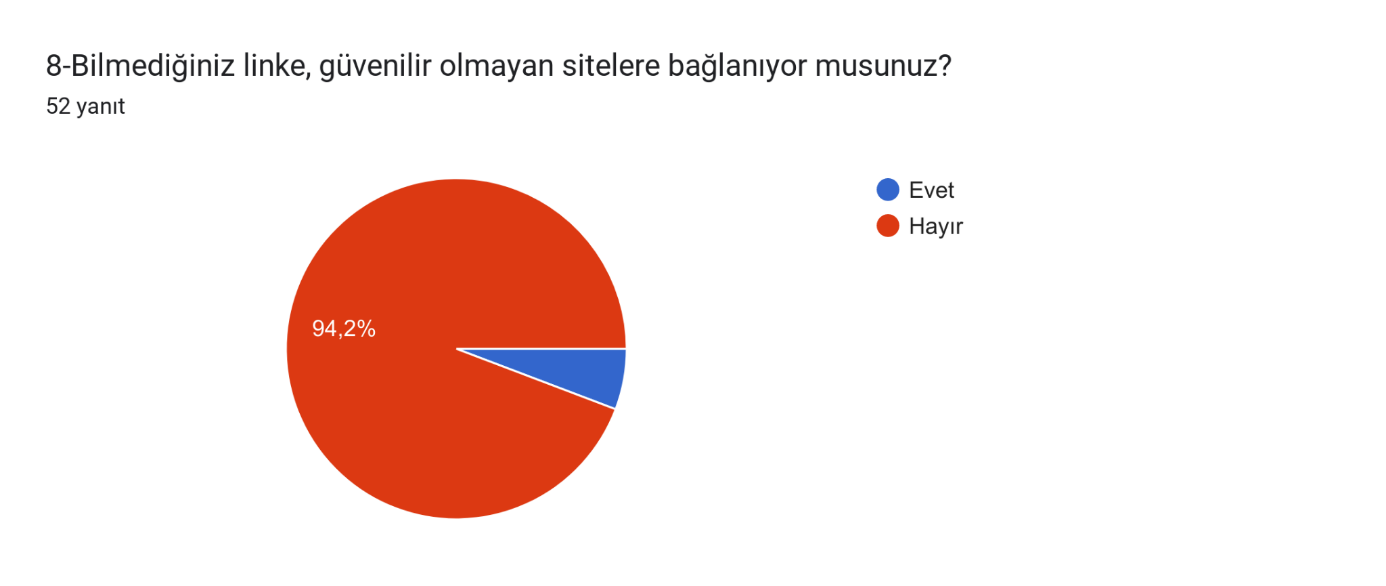 8-Bilmediğiniz linke, güvenilir olmayan sitelere bağlanıyor musunuz?
52 yanıt
Evet
Hayır
94,2%